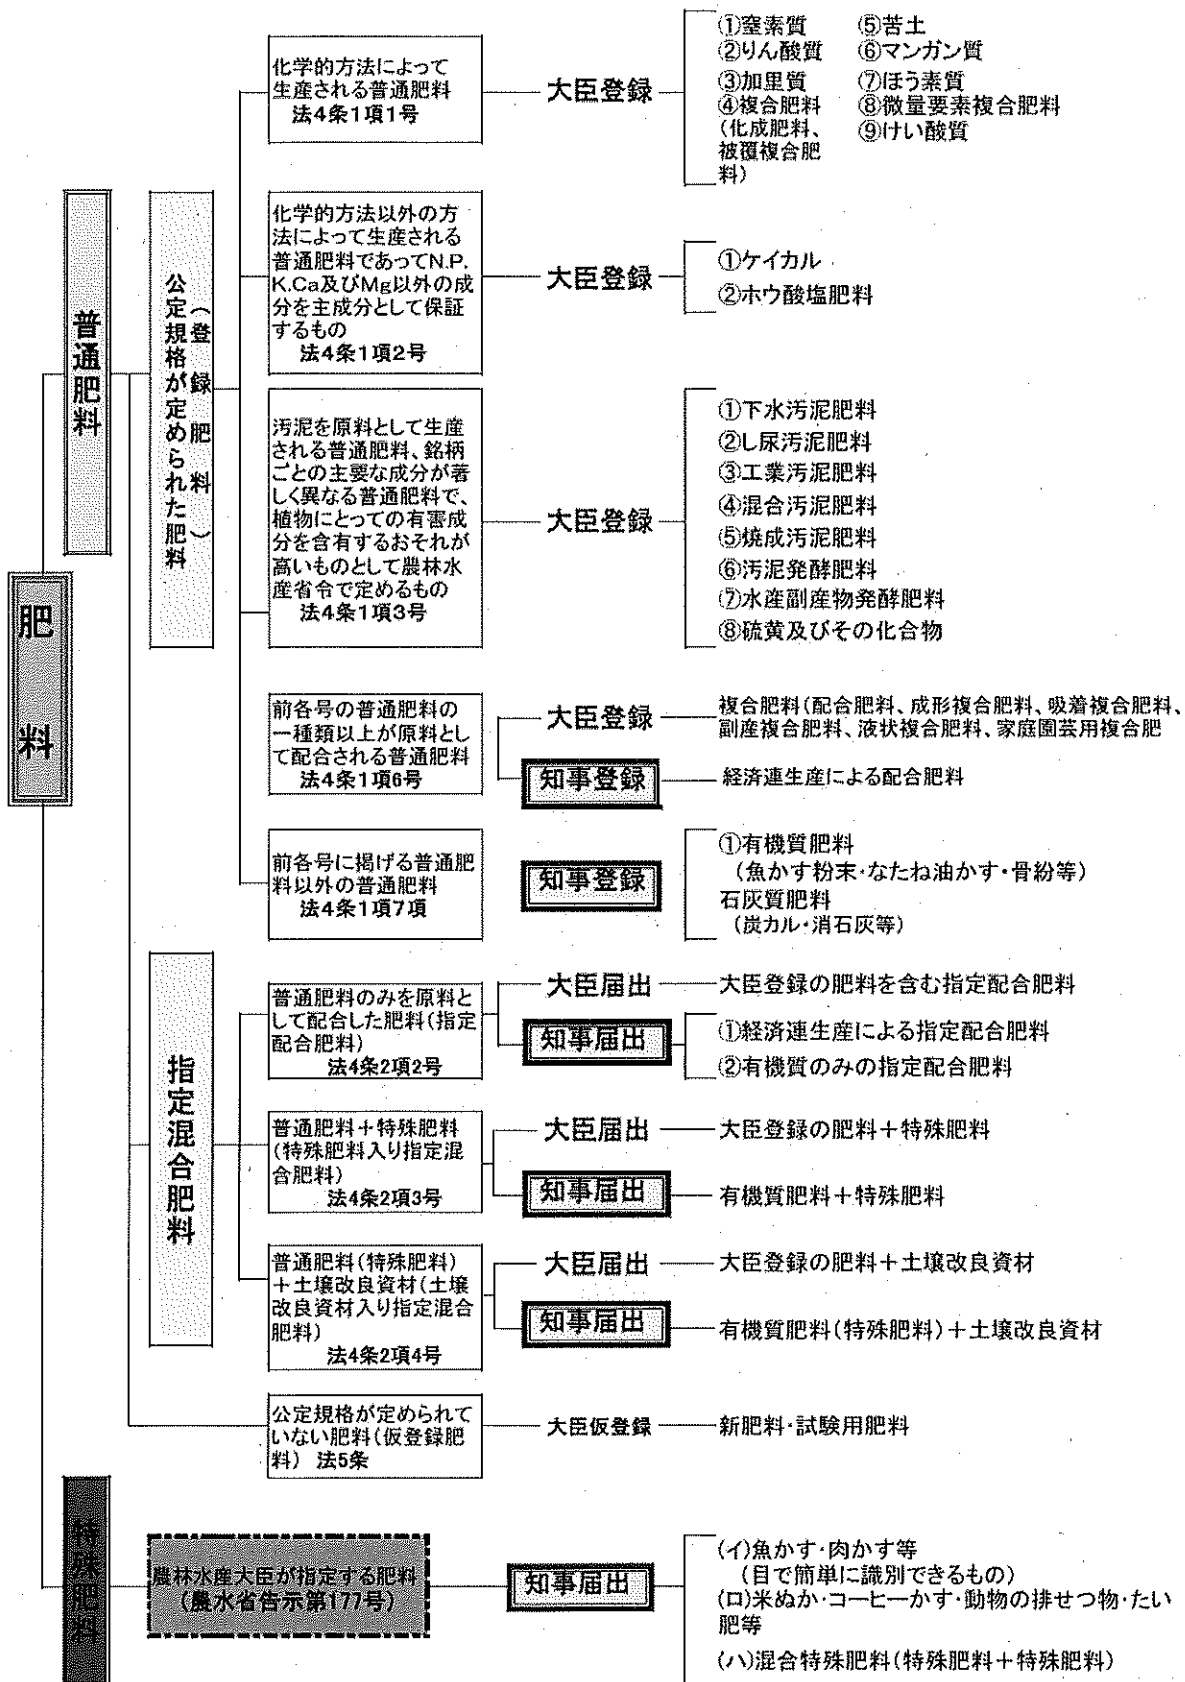 肥料
普通肥料
公定規格が定められた肥料
（登録肥料）
化学的方法によって
生産される普通肥料
法4条1項1号
大臣登録
①窒素質
②りん酸質
③加里質
④複合肥料
(化成肥料、
被覆複合肥
料)
⑤苦土
⑥マンガン質
⑦ほう素質
⑧微量要素複合肥料
⑨けい酸質
化学的方法以外の方
法によって生産される
普通肥料であってN.P.
K.Ca及びMg以外の成
分を主成分として保証
するもの
法4条1項2号
大臣登録
①ケイカル
②ホウ酸塩肥料
汚泥を原料として生産
される普通肥料、銘柄
ごとの主要な成分が著
しく異なる普通肥料で、
植物にとっての有害成
分を含有するおそれが
高いものとして農林水
産省令で定めるもの
法4条1項3号
大臣登録
①下水汚泥肥料
②し尿汚泥肥料
③工業汚泥肥料
④混合汚泥肥料
⑤焼成汚泥肥料
⑥汚泥発酵肥料
⑦水産副産物発酵肥料
⑧硫黄及びその化合物
前各号の普通肥料の
一種類以上が原料とし
て配合される普通肥料
法4条1項6号
大臣登録
複合肥料(配合肥料、成形複合肥料、吸着複合肥料、
副産複合肥料、液状複合肥料、家庭園芸用複合肥
知事登録
経済連生産による配合肥料
前各号に掲げる普通肥
料以外の普通肥料
法4条1項7項
知事登録
①有機質肥料
(魚かす粉末・なたね油かす・骨粉等)
石灰質肥料
(炭カル・消石灰等)
指定混合肥料
普通肥料のみを原料と
して配合した肥料(指定
配合肥料)
法4条2項2号
大臣届出
大臣登録の肥料を含む指定配合肥料
知事届出
①経済連生産による指定配合肥料
②有機質のみの指定配合肥料
普通肥料＋特殊肥料
(特殊肥料入り指定混
合肥料)
法4条2項3号
大臣届出
大臣登録の肥料＋特殊肥料
知事届出
有機質肥料＋特殊肥料
普通肥料(特殊肥料)
＋土壌改良資材(土壌
改良資材入り指定混合
肥料)
法4条2項4号
大臣届出
大臣登録の肥料＋土壌改良資材
知事届出
有機質肥料(特殊肥料)＋土壌改良資材
公定規格が定められて
いない肥料(仮登録肥
料) 法5条
大臣仮登録
新肥料・試験用肥料
特殊肥料
農林水産大臣が指定する肥料
(農水省告示第177号)
知事届出
(イ)魚かす・肉かす等
(目で簡単に識別できるもの)
(ロ)米ぬか・コーヒーかす・動物の排せつ物・たい
肥等
(ハ)混合特殊肥料(特殊肥料＋特殊肥料)